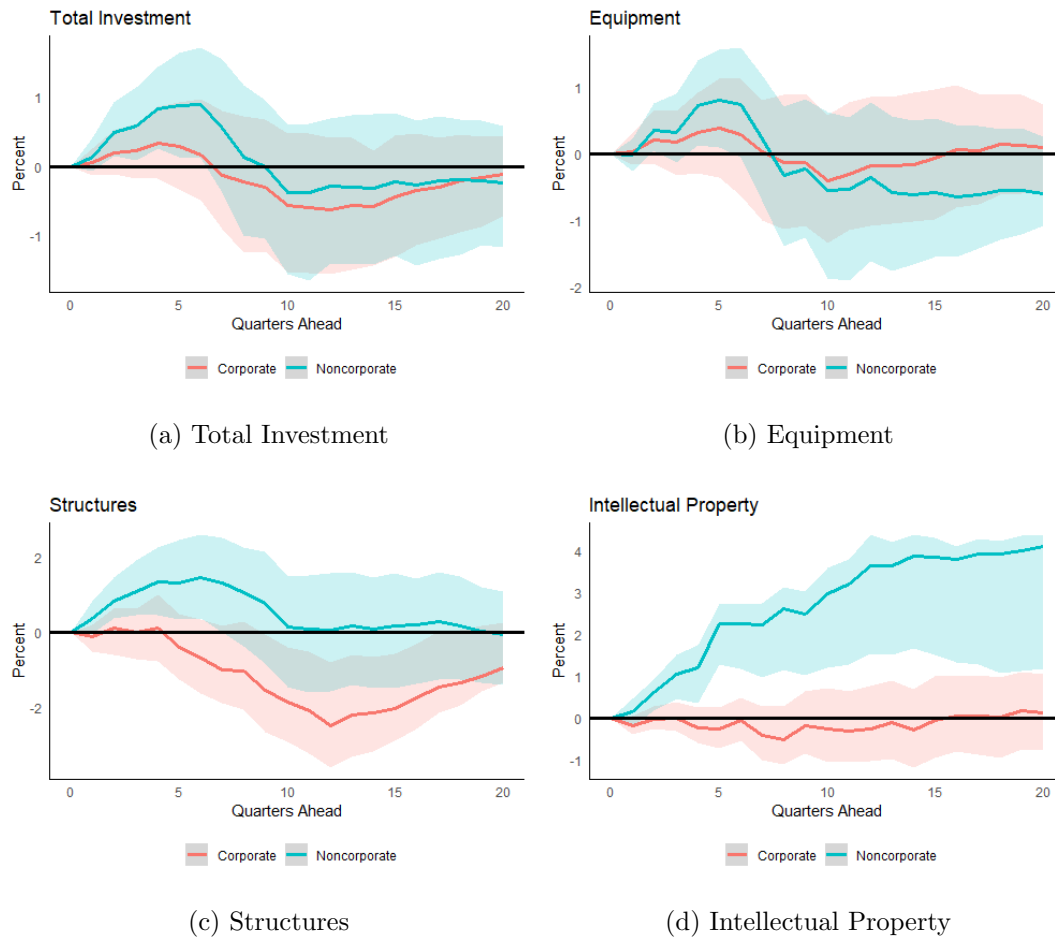 Total Investment
Percent
1
0
-1
0 5 10 15 20
Quarters Ahead
Corporate Noncorporate
(a) Total Investment
Equipment
Percent
1
0
-1
-2
0 5 10 15 20
Quarters Ahead
Corporate Noncorporate
(b) Equipment
Structures
Percent
2
0
-2
0 5 10 15 20
Quarters Ahead
Corporate Noncorporate
(c) Structures
Intellectual Property
Percent
4
3
2
1
0
-1
0 5 10 15 20
Quarters Ahead
Corporate Noncorporate
(d) Intellectual Property